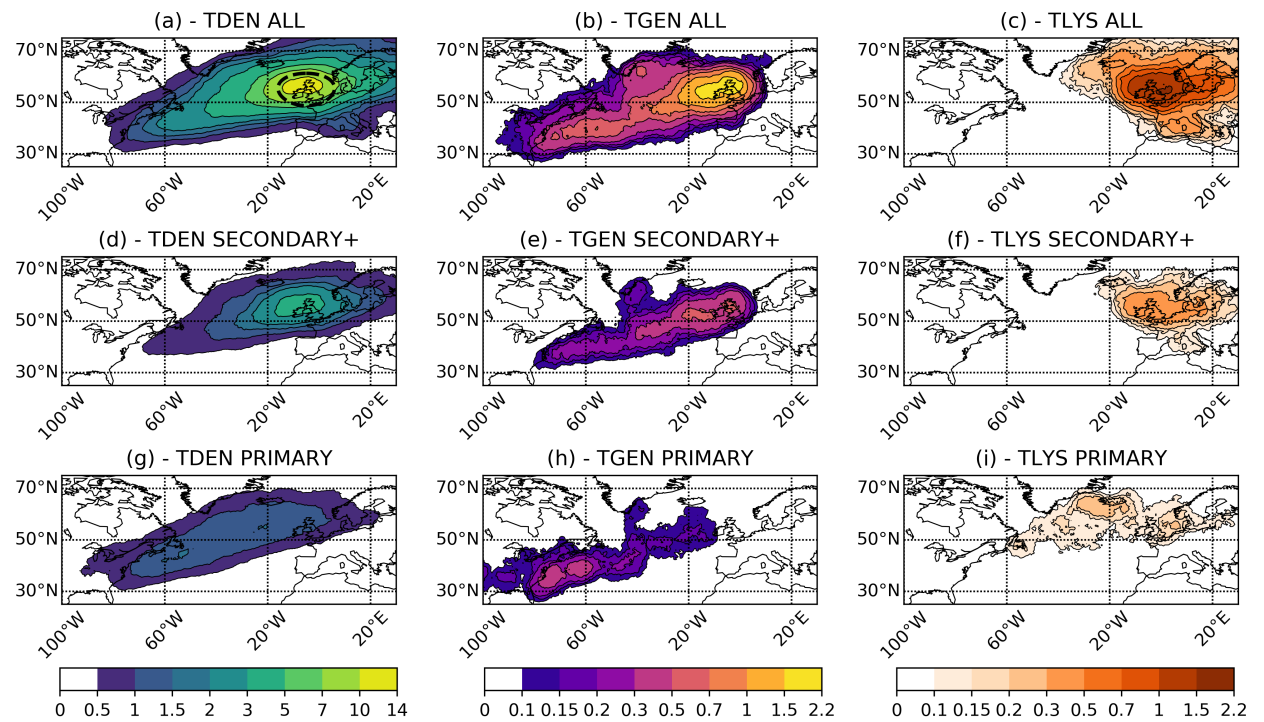 (a) - TDEN ALL
(b) - TGEN ALL
(c) - TLYS ALL
70°N 70°N 70°N
50°N 50°N 50°N
30°N 30°N 30°N
100°W 60°W 20°W 20°E 100°W 60°W 20°W 20°E 100°W 60°W 20°W 20°E
(d) - TDEN SECONDARY+
(e) - TGEN SECONDARY+
(f) - TLYS SECONDARY+
70°N 70°N 70°N
50°N 50°N 50°N
30°N 30°N 30°N
100°W 60°W 20°W 20°E 100°W 60°W 20°W 20°E 100°W 60°W 20°W 20°E
(g) - TDEN PRIMARY
(h) - TGEN PRIMARY
(i) - TLYS PRIMARY
70°N 70°N 70°N
50°N 50°N 50°N
30°N 30°N 30°N
100°W 60°W 20°W 20°E 100°W 60°W 20°W 20°E 100°W 60°W 20°W 20°E
0 0.5 1 1.5 2 3 5 7 10 14
0 0.1 0.15 0.2 0.3 0.5 0.7 1 1.5 2.2
0 0.1 0.15 0.2 0.3 0.5 0.7 1 1.5 2.2